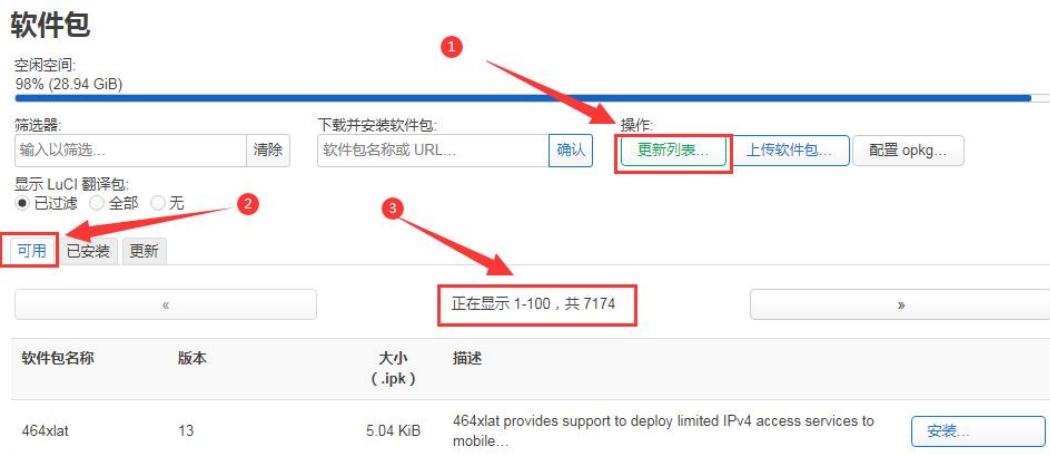 软件包
空闲空间:
98% (28.94 GiB)
筛选器:
输入以筛选...
清除
下载并安装软件包:
软件包名称或 URL...
确认
操作:
更新列表...
上传软件包...
配置 opkg...
1
显示 LuCI 翻译包:
已过滤 全部 无
2
3
可用 已安装 更新
«
正在显示 1-100，共 7174
»
软件包名称 版本 大小 描述
（.ipk）
464xlat 13 5.04 KiB 464xlat provides support to deploy limited IPv4 access services to
mobile...
安装...